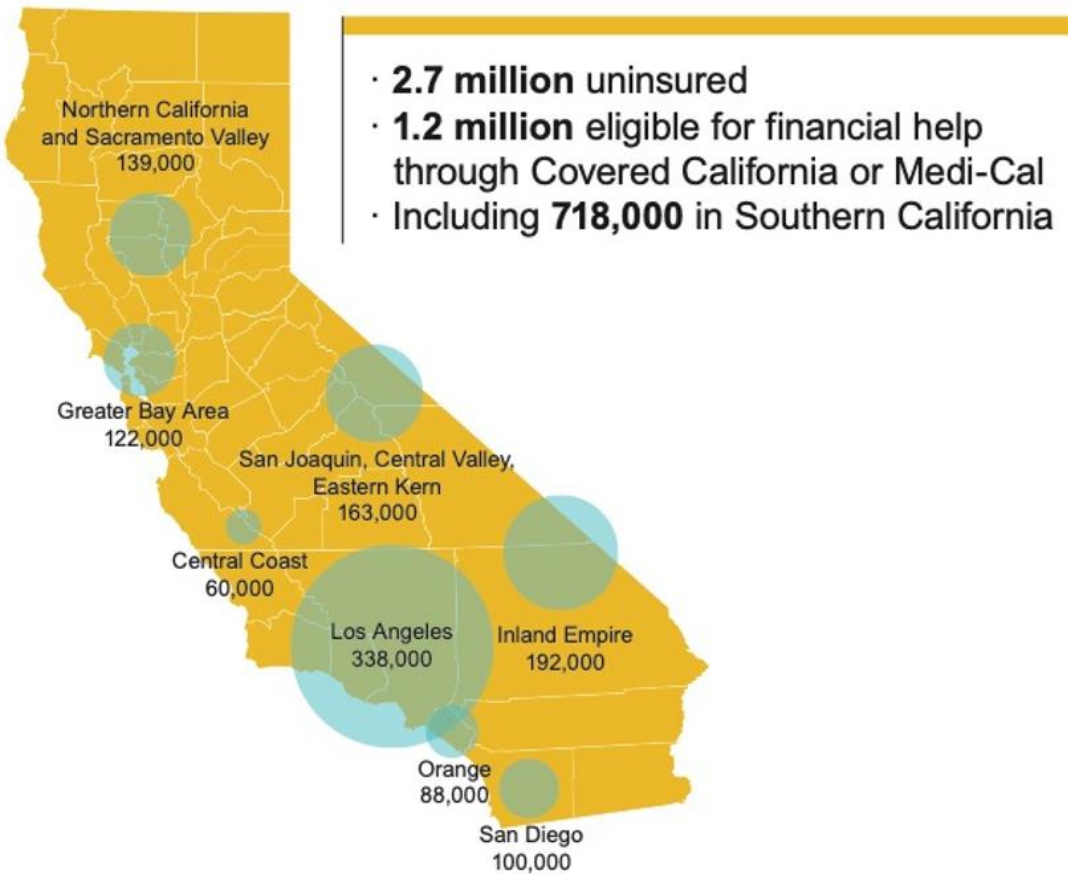 · 2.7 million uninsured
· 1.2 million eligible for financial help
through Covered California or Medi-Cal
· Including 718,000 in Southern California
Northern California
and Sacramento Valley
139,000
Greater Bay Area
122,000
San Joaquin, Central Valley,
Eastern Kern
163,000
Central Coast
60,000
Los Angeles
338,000
Inland Empire
192,000
Orange
88,000
San Diego
100,000